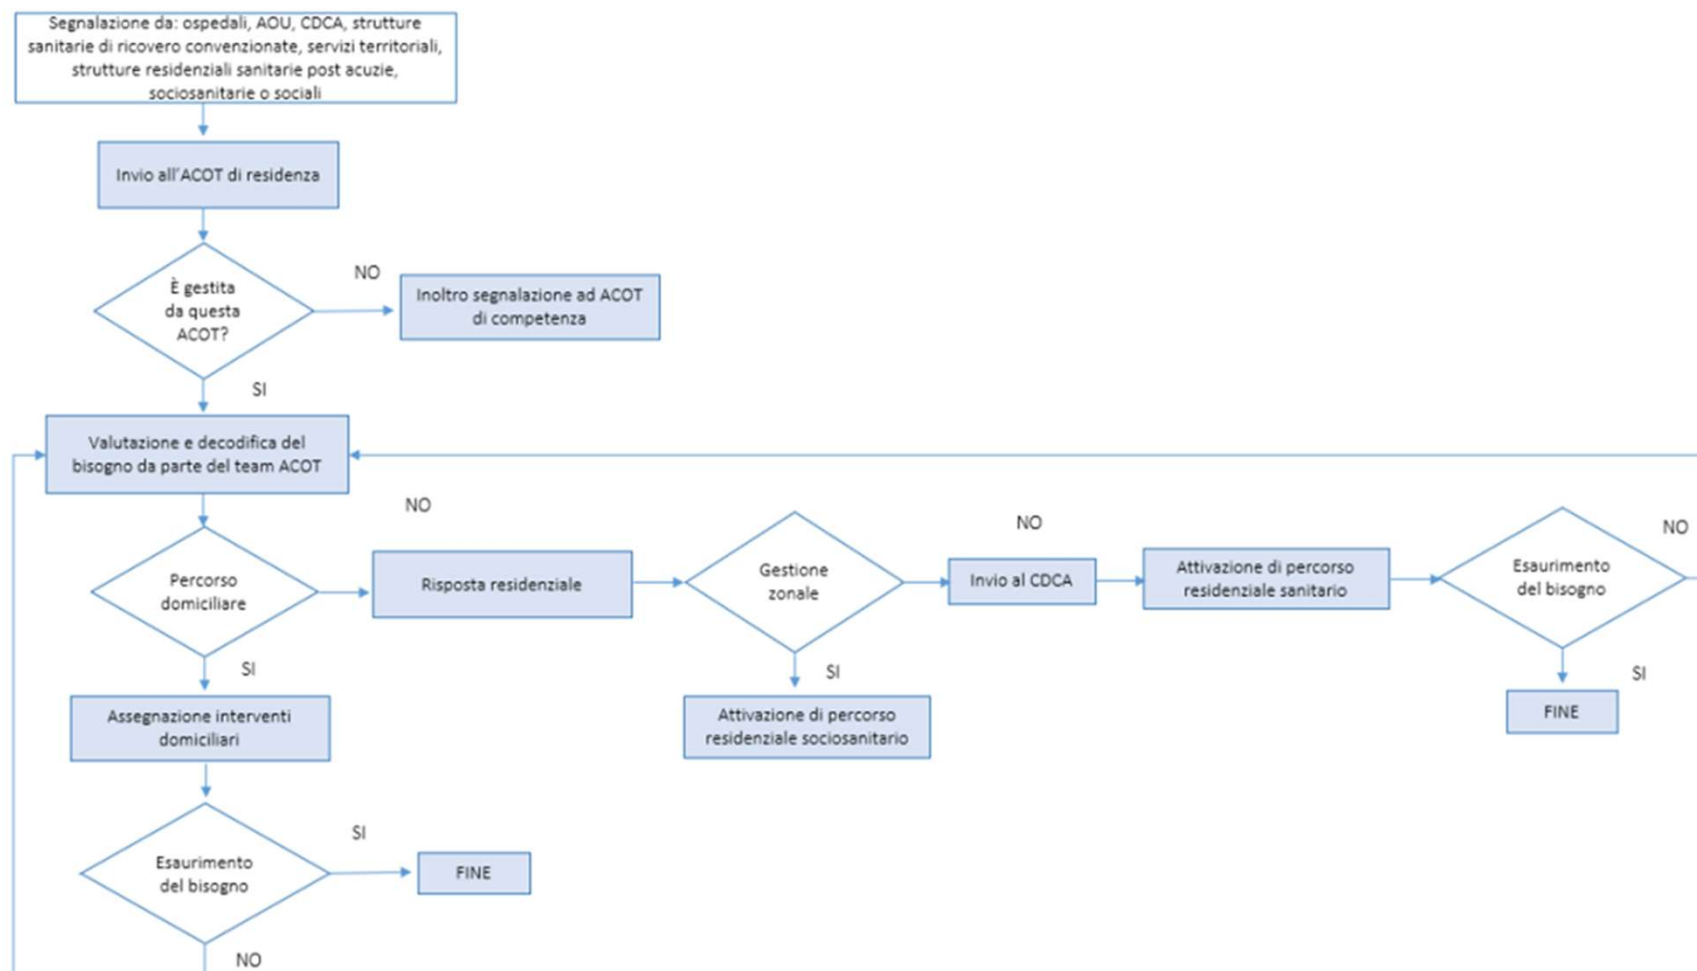 Segnalazione da: ospedali, AOU, CDCA, strutture
sanitarie di ricovero convenzionate, servizi territoriali,
strutture residenziali sanitarie post acuzie,
sociosanitarie o sociali
Invio all'ACOT di residenza
È gestita
da questa
ACOT?
NO
Inoltro segnalazione ad ACOT
di competenza
SI
Valutazione e decodifica del
bisogno da parte del team ACOT
Percorso
domiciliare
NO
Risposta residenziale
Gestione
zonale
NO
Invio al CDCA
Attivazione di percorso
residenziale sanitario
Esaurimento
del bisogno
NO
SI
FINE
SI
Attivazione di percorso
residenziale sociosanitario
SI
Assegnazione interventi
domiciliari
Esaurimento
del bisogno
SI
FINE
NO